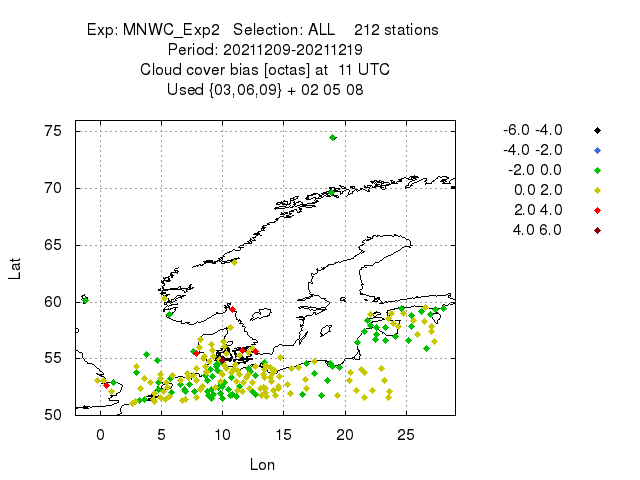 Exp: MNWC_Exp2 Selection: ALL 212 stations
Period: 20211209-20211219
Cloud cover bias [octas] at 11 UTC
Used {03,06,09} + 02 05 08
75
70
65
60
55
50
Lat
0 5 10 15 20 25
Lon
-6.0 -4.0
-4.0 -2.0
-2.0 0.0
0.0 2.0
2.0 4.0
4.0 6.0